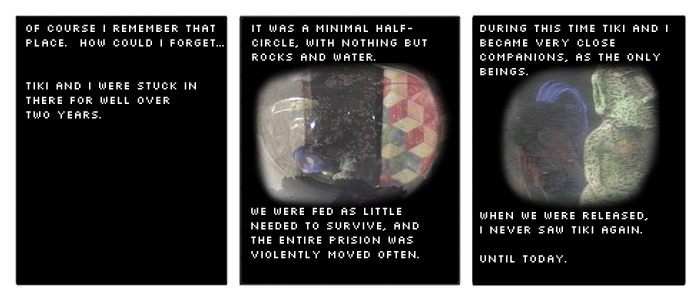 OF COURSE I REMEMBER THAT
PLACE. HOW COULD I FORGET...
TIKI AND I WERE STUCK IN
THERE FOR WELL OVER
TWO YEARS.
IT WAS A MINIMAL HALF-
CIRCLE, WITH NOTHING BUT
ROCKS AND WATER.
WE WERE FED AS LITTLE
NEEDED TO SURVIVE, AND
THE ENTIRE PRISION WAS
VIOLENTLY MOVED OFTEN.
DURING THIS TIME TIKI AND I
BECAME VERY CLOSE
COMPANIONS, AS THE ONLY
BEINGS.
WHEN WE WERE RELEASED,
I NEVER SAW TIKI AGAIN.
UNTIL TODAY.